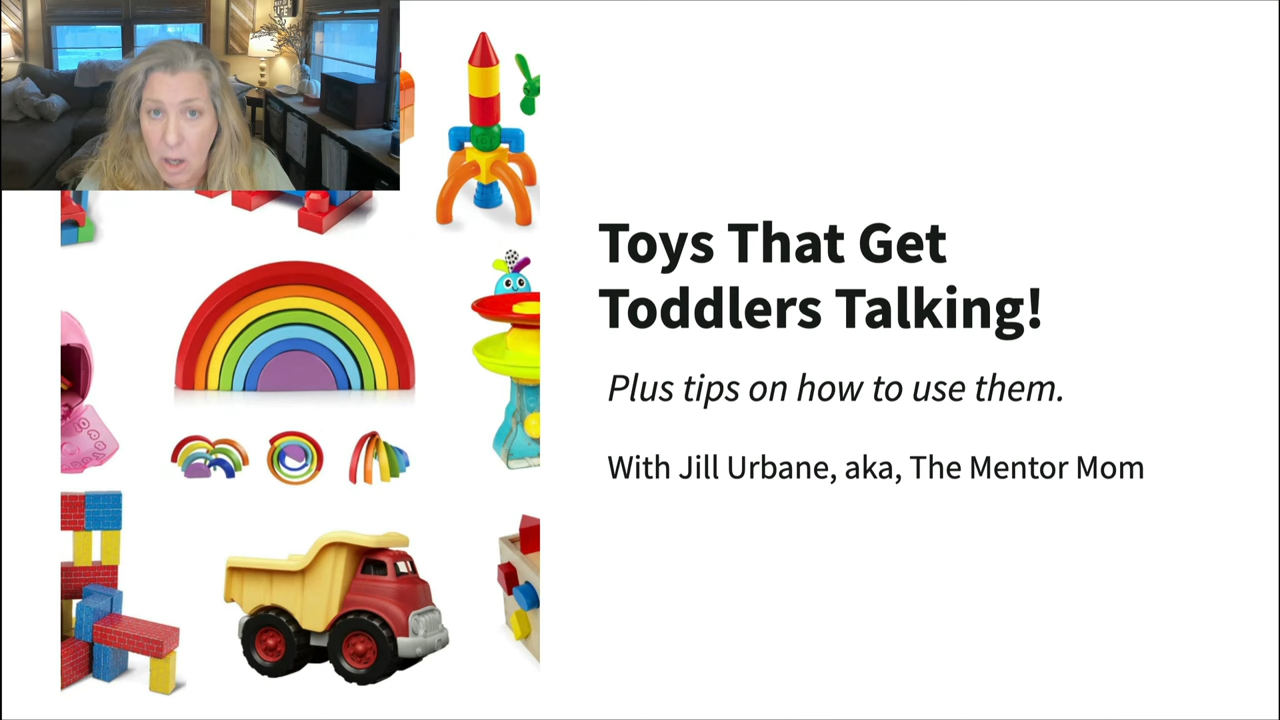 Toys That Get
Toddlers Talking!
Plus tips on how to use them.
With Jill Urbane, aka, The Mentor Mom